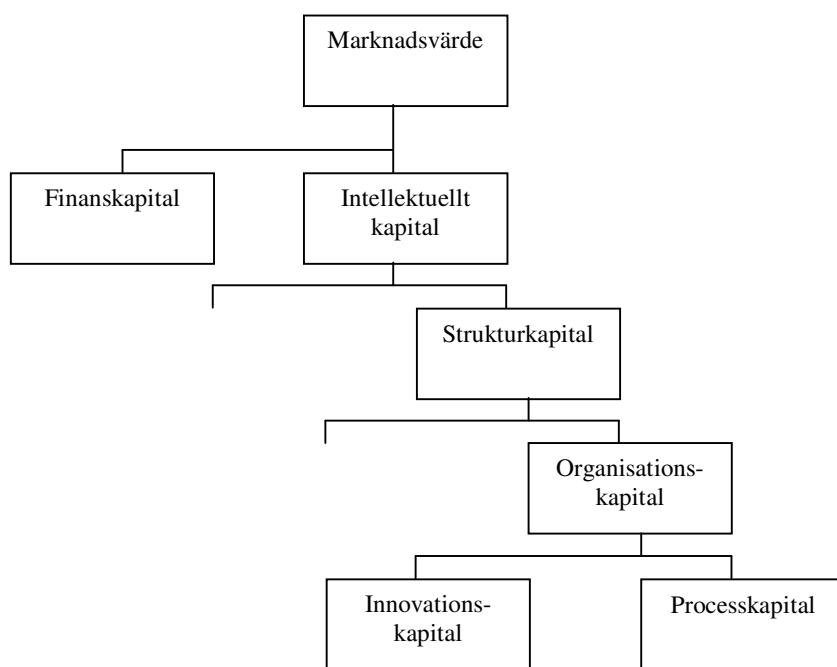 Marknadsvärde
Finanskapital
Intellektuellt
kapital
Strukturkapital
Organisations-
kapital
Innovations-
kapital
Processkapital